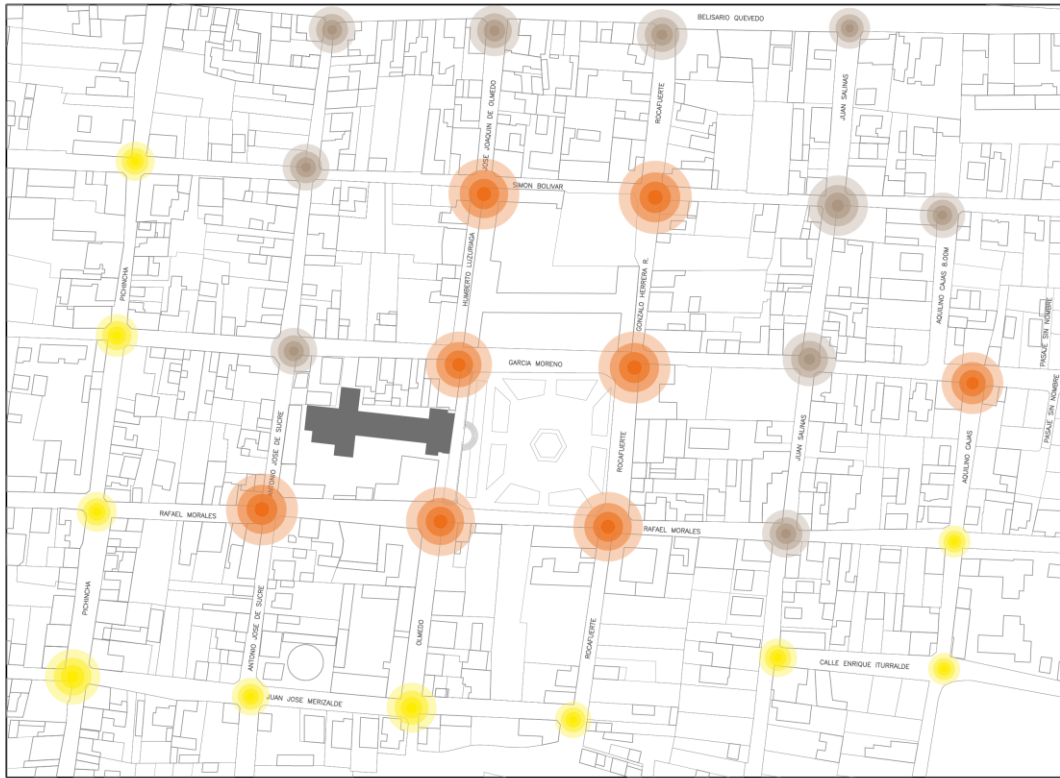 BELISARIO QUEVEDO
JOSE JOAQUIN DE OLMEDO
ROCAFUERTE
JUAN SALINAS
SIMON BOLIVAR
PICHINCHA
HUMBERTO LUZURIAGA
GONZALO HERRERA R.
AQUILINO CAJAS 8.00M
PASAJE SIN NOMBRE
GARCIA MORENO
PASAJE SIN NOMBRE
ANTONIO JOSE DE SUCRE
ROCAFUERTE
JUAN SALINAS
AQUILINO CAJAS
RAFAEL MORALES
RAFAEL MORALES
PICHINCHA
ANTONIO JOSE DE SUCRE
OLMEDO
ROCAFUERTE
CALLE ENRIQUE ITURRALDE
JUAN JOSE MERIZALDE